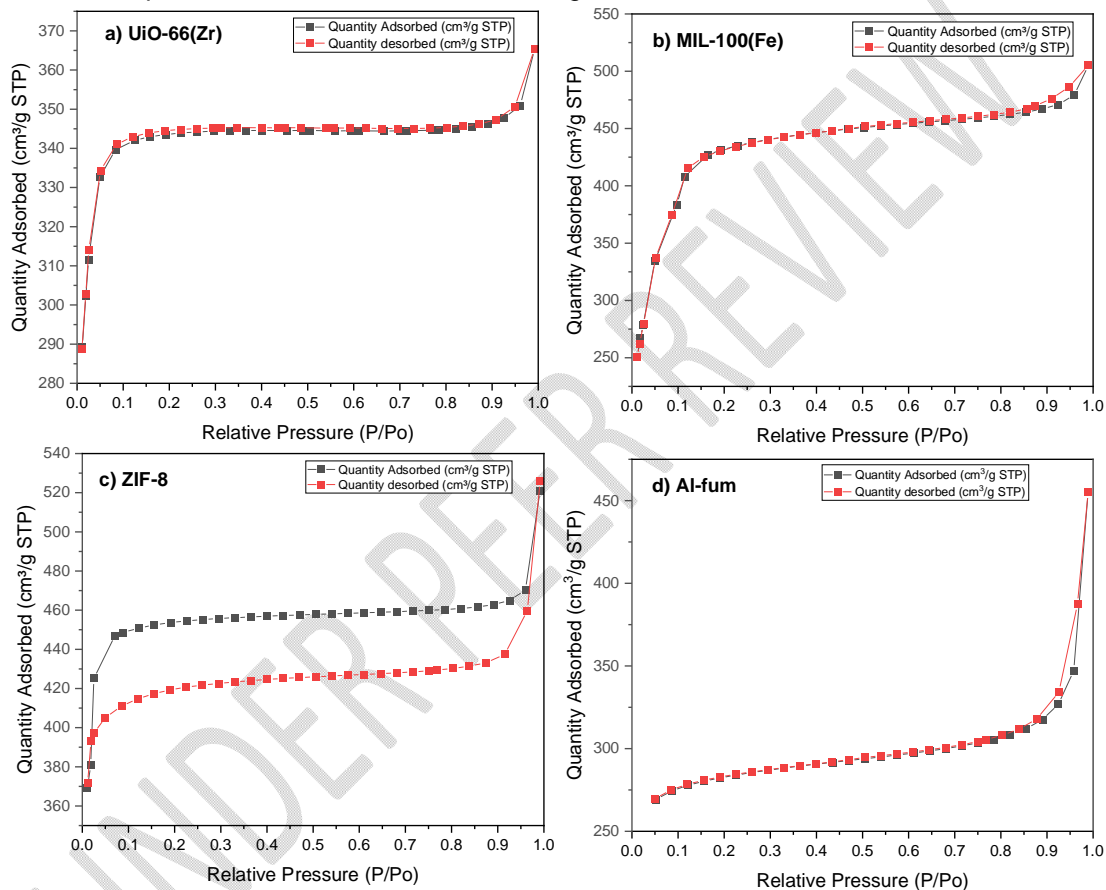 a) UiO-66(Zr)
Quantity Adsorbed (cm³/g STP)
Quantity desorbed (cm³/g STP)
370
360
350
340
330
320
310
300
290
280
0.0 0.1 0.2 0.3 0.4 0.5 0.6 0.7 0.8 0.9 1.0
Quantity Adsorbed (cm³/g STP)
Relative Pressure (P/Po)
b) MIL-100(Fe)
Quantity Adsorbed (cm³/g STP)
Quantity desorbed (cm³/g STP)
550
500
450
400
350
300
250
0.0 0.1 0.2 0.3 0.4 0.5 0.6 0.7 0.8 0.9 1.0
Quantity Adsorbed (cm³/g STP)
Relative Pressure (P/Po)
c) ZIF-8
Quantity Adsorbed (cm³/g STP)
Quantity desorbed (cm³/g STP)
540
520
500
480
460
440
420
400
380
360
0.0 0.1 0.2 0.3 0.4 0.5 0.6 0.7 0.8 0.9 1.0
Quantity Adsorbed (cm³/g STP)
Relative Pressure (P/Po)
d) Al-fum
Quantity Adsorbed (cm³/g STP)
Quantity desorbed (cm³/g STP)
450
400
350
300
250
0.0 0.1 0.2 0.3 0.4 0.5 0.6 0.7 0.8 0.9 1.0
Quantity Adsorbed (cm³/g STP)
Relative Pressure (P/Po)
UNDER PEER REVIEW